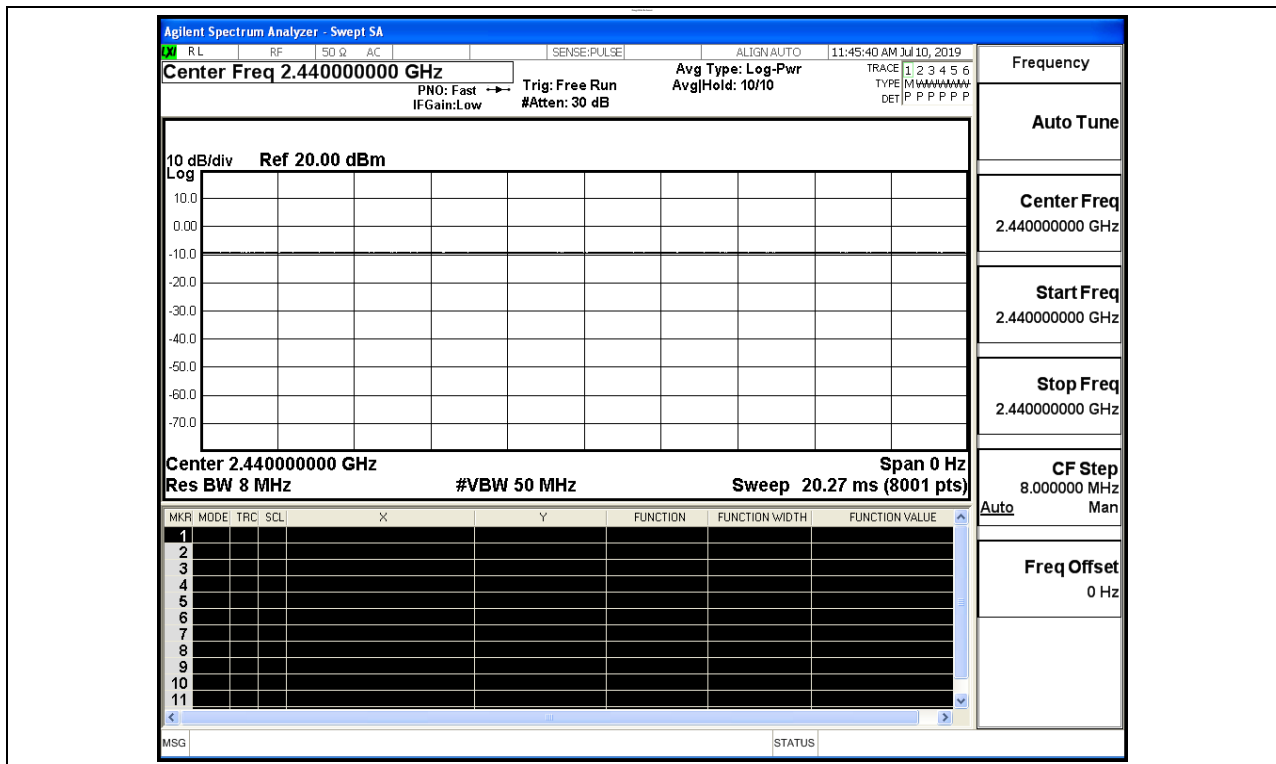 Agilent Spectrum Analyzer - Swept SA
LXI RL RF 50 Ω AC SENSE:PULSE ALIGN AUTO 11:45:40 AM Jul 10, 2019
Center Freq 2.440000000 GHz
PNO: Fast
IFGain:Low
Trig: Free Run
#Atten: 30 dB
Avg Type: Log-Pwr
Avg|Hold: 10/10
TRACE 1 2 3 4 5 6
TYPE M WWWWW
DET P P P P P P
10 dB/div Ref 20.00 dBm
Log
10.0
0.00
-10.0
-20.0
-30.0
-40.0
-50.0
-60.0
-70.0
Center 2.440000000 GHz Span 0 Hz
Res BW 8 MHz #VBW 50 MHz Sweep 20.27 ms (8001 pts)
MKR MODE TRC SCL X Y FUNCTION FUNCTION WIDTH FUNCTION VALUE
1
2
3
4
5
6
7
8
9
10
11
MSG STATUS
Frequency
Auto Tune
Center Freq
2.440000000 GHz
Start Freq
2.440000000 GHz
Stop Freq
2.440000000 GHz
CF Step
8.000000 MHz
Auto Man
Freq Offset
0 Hz